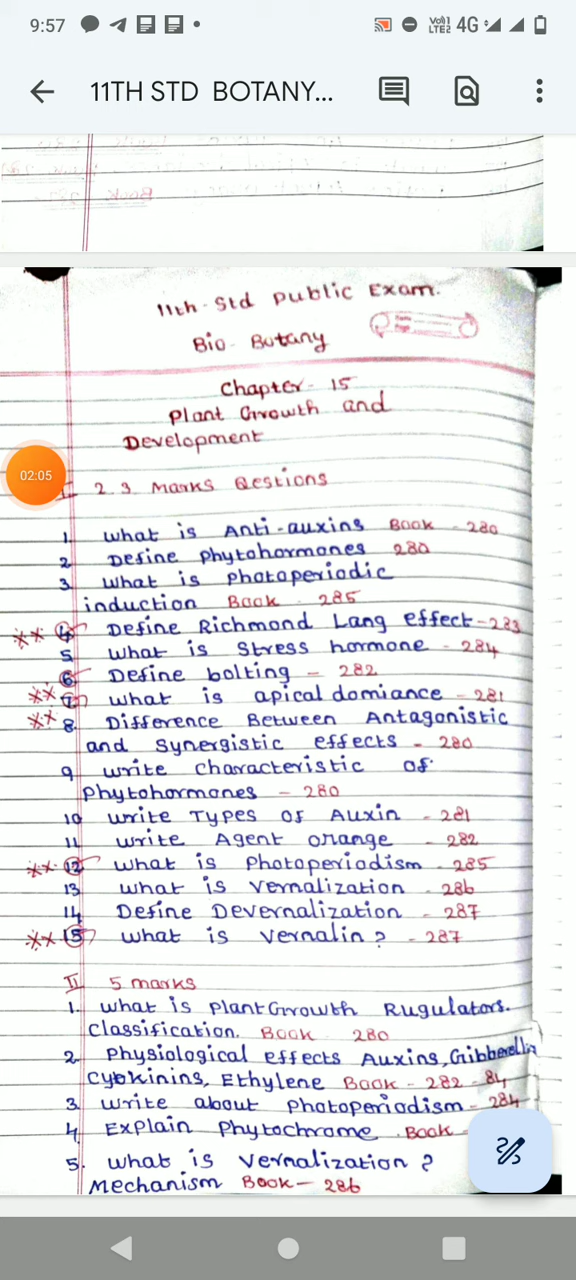 9:57
Vo))1
LTE2 4G
11TH STD BOTANY...
11th Std Public Exam.
Bio Botany
Chapter - 15
Plant Growth and
Development
02:05
I 2.3. Marks Qestions
1. What is Anti-auxins Book - 280
2 Define Phytohormones 280
3. What is Photoperiodic
induction Book - 285
** 4 Define Richmond Lang effect - 283
5 What is Stress hormone - 284
6 Define bolting - 282
** 7 What is apical domiance - 281
** 8. Difference Between Antagonistic
and Synergistic effects - 280
9 Write Characteristic of
Phytohormones - 280
10 Write Types of Auxin - 281
11 Write Agent orange - 282
** 12 What is Photoperiodism - 285
13 What is Vernalization - 286
14 Define Devernalization - 287
** 15 What is Vernalin? - 287
II 5 marks
1. What is Plant Growth Rugulators.
Classification. Book 280
2. Physiological effects Auxins, Gibberellin
Cytokinins, Ethylene Book - 282 - 84
3 Write about Photoperiodism - 284
4. Explain Phytochrome. Book -
5. What is Vernalization?
Mechanism Book - 286